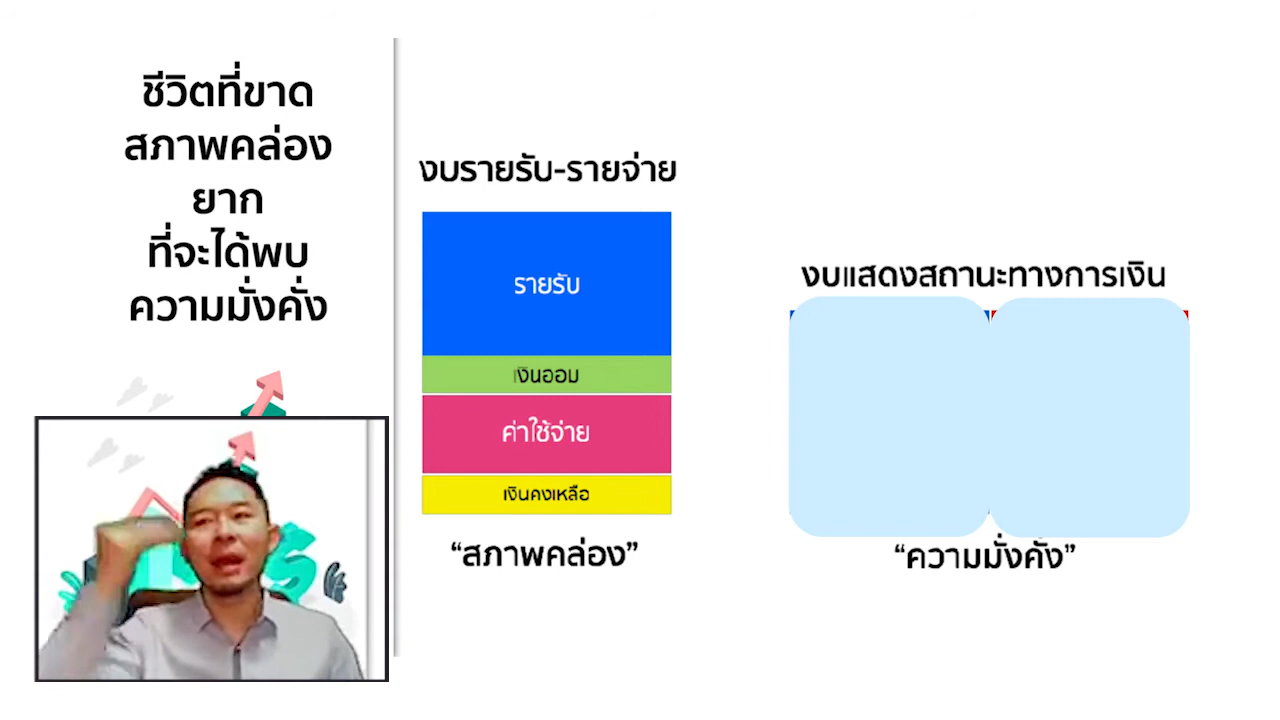 ชีวิตที่ขาด
สภาพคล่อง
ยาก
ที่จะได้พบ
ความมั่งคั่ง
งบรายรับ-รายจ่าย
รายรับ
เงินออม
ค่าใช้จ่าย
เงินคงเหลือ
“สภาพคล่อง”
งบแสดงสถานะทางการเงิน
“ความมั่งคั่ง”